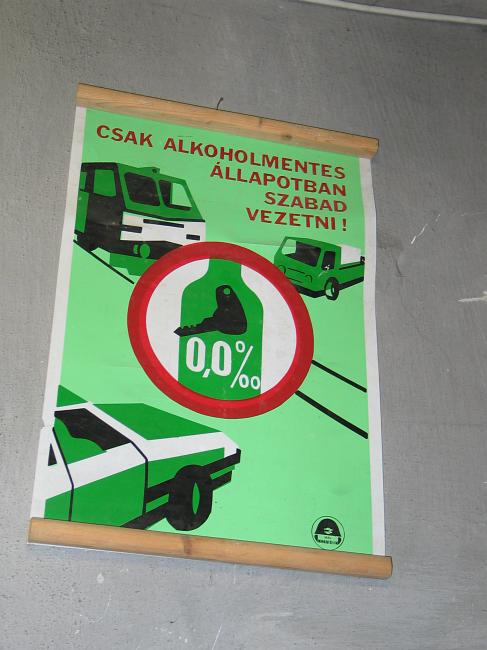 CSAK ALKOHOLMENTES
ÁLLAPOTBAN
SZABAD
VEZETNI!
0,0‰